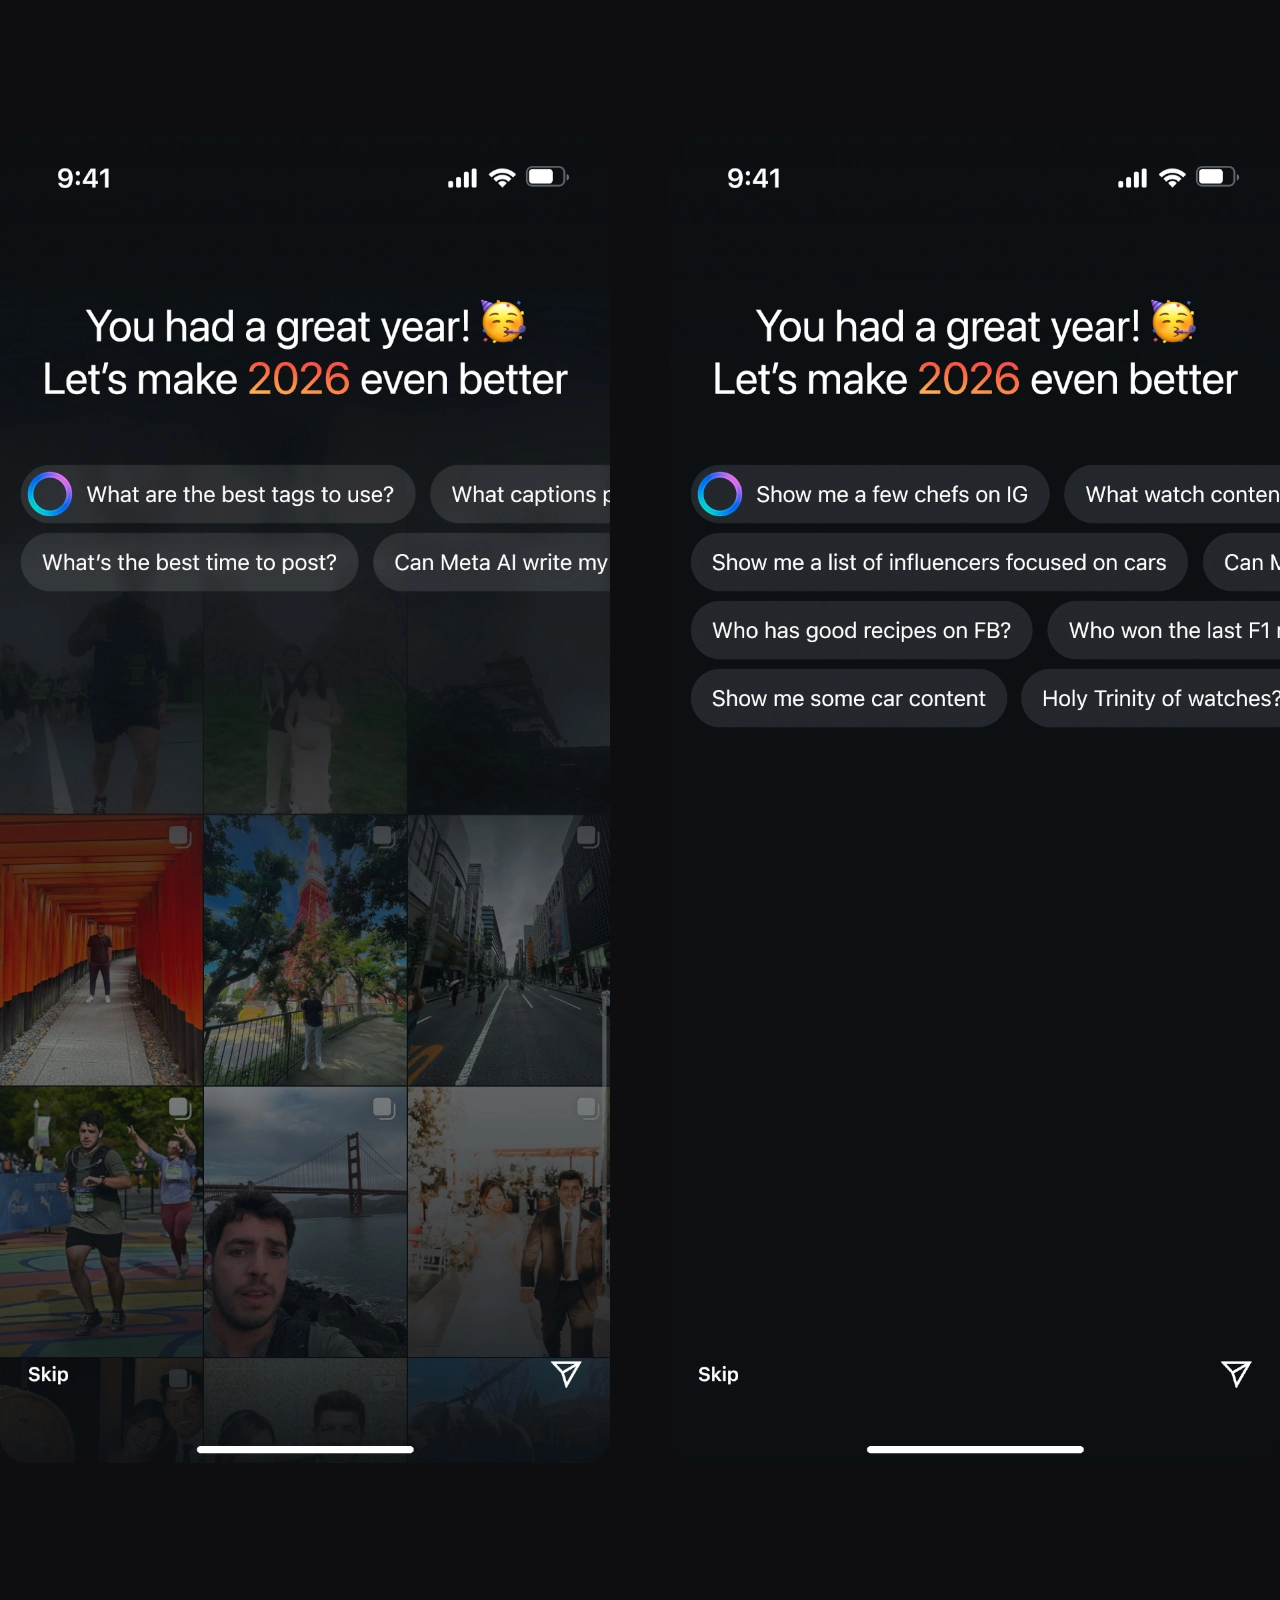 9:41
You had a great year! 🥳
Let's make 2026 even better
What are the best tags to use?
What captions p
What's the best time to post?
Can Meta AI write my
Skip
9:41
You had a great year! 🥳
Let's make 2026 even better
Show me a few chefs on IG
What watch conten
Show me a list of influencers focused on cars
Can M
Who has good recipes on FB?
Who won the last F1 r
Show me some car content
Holy Trinity of watches?
Skip